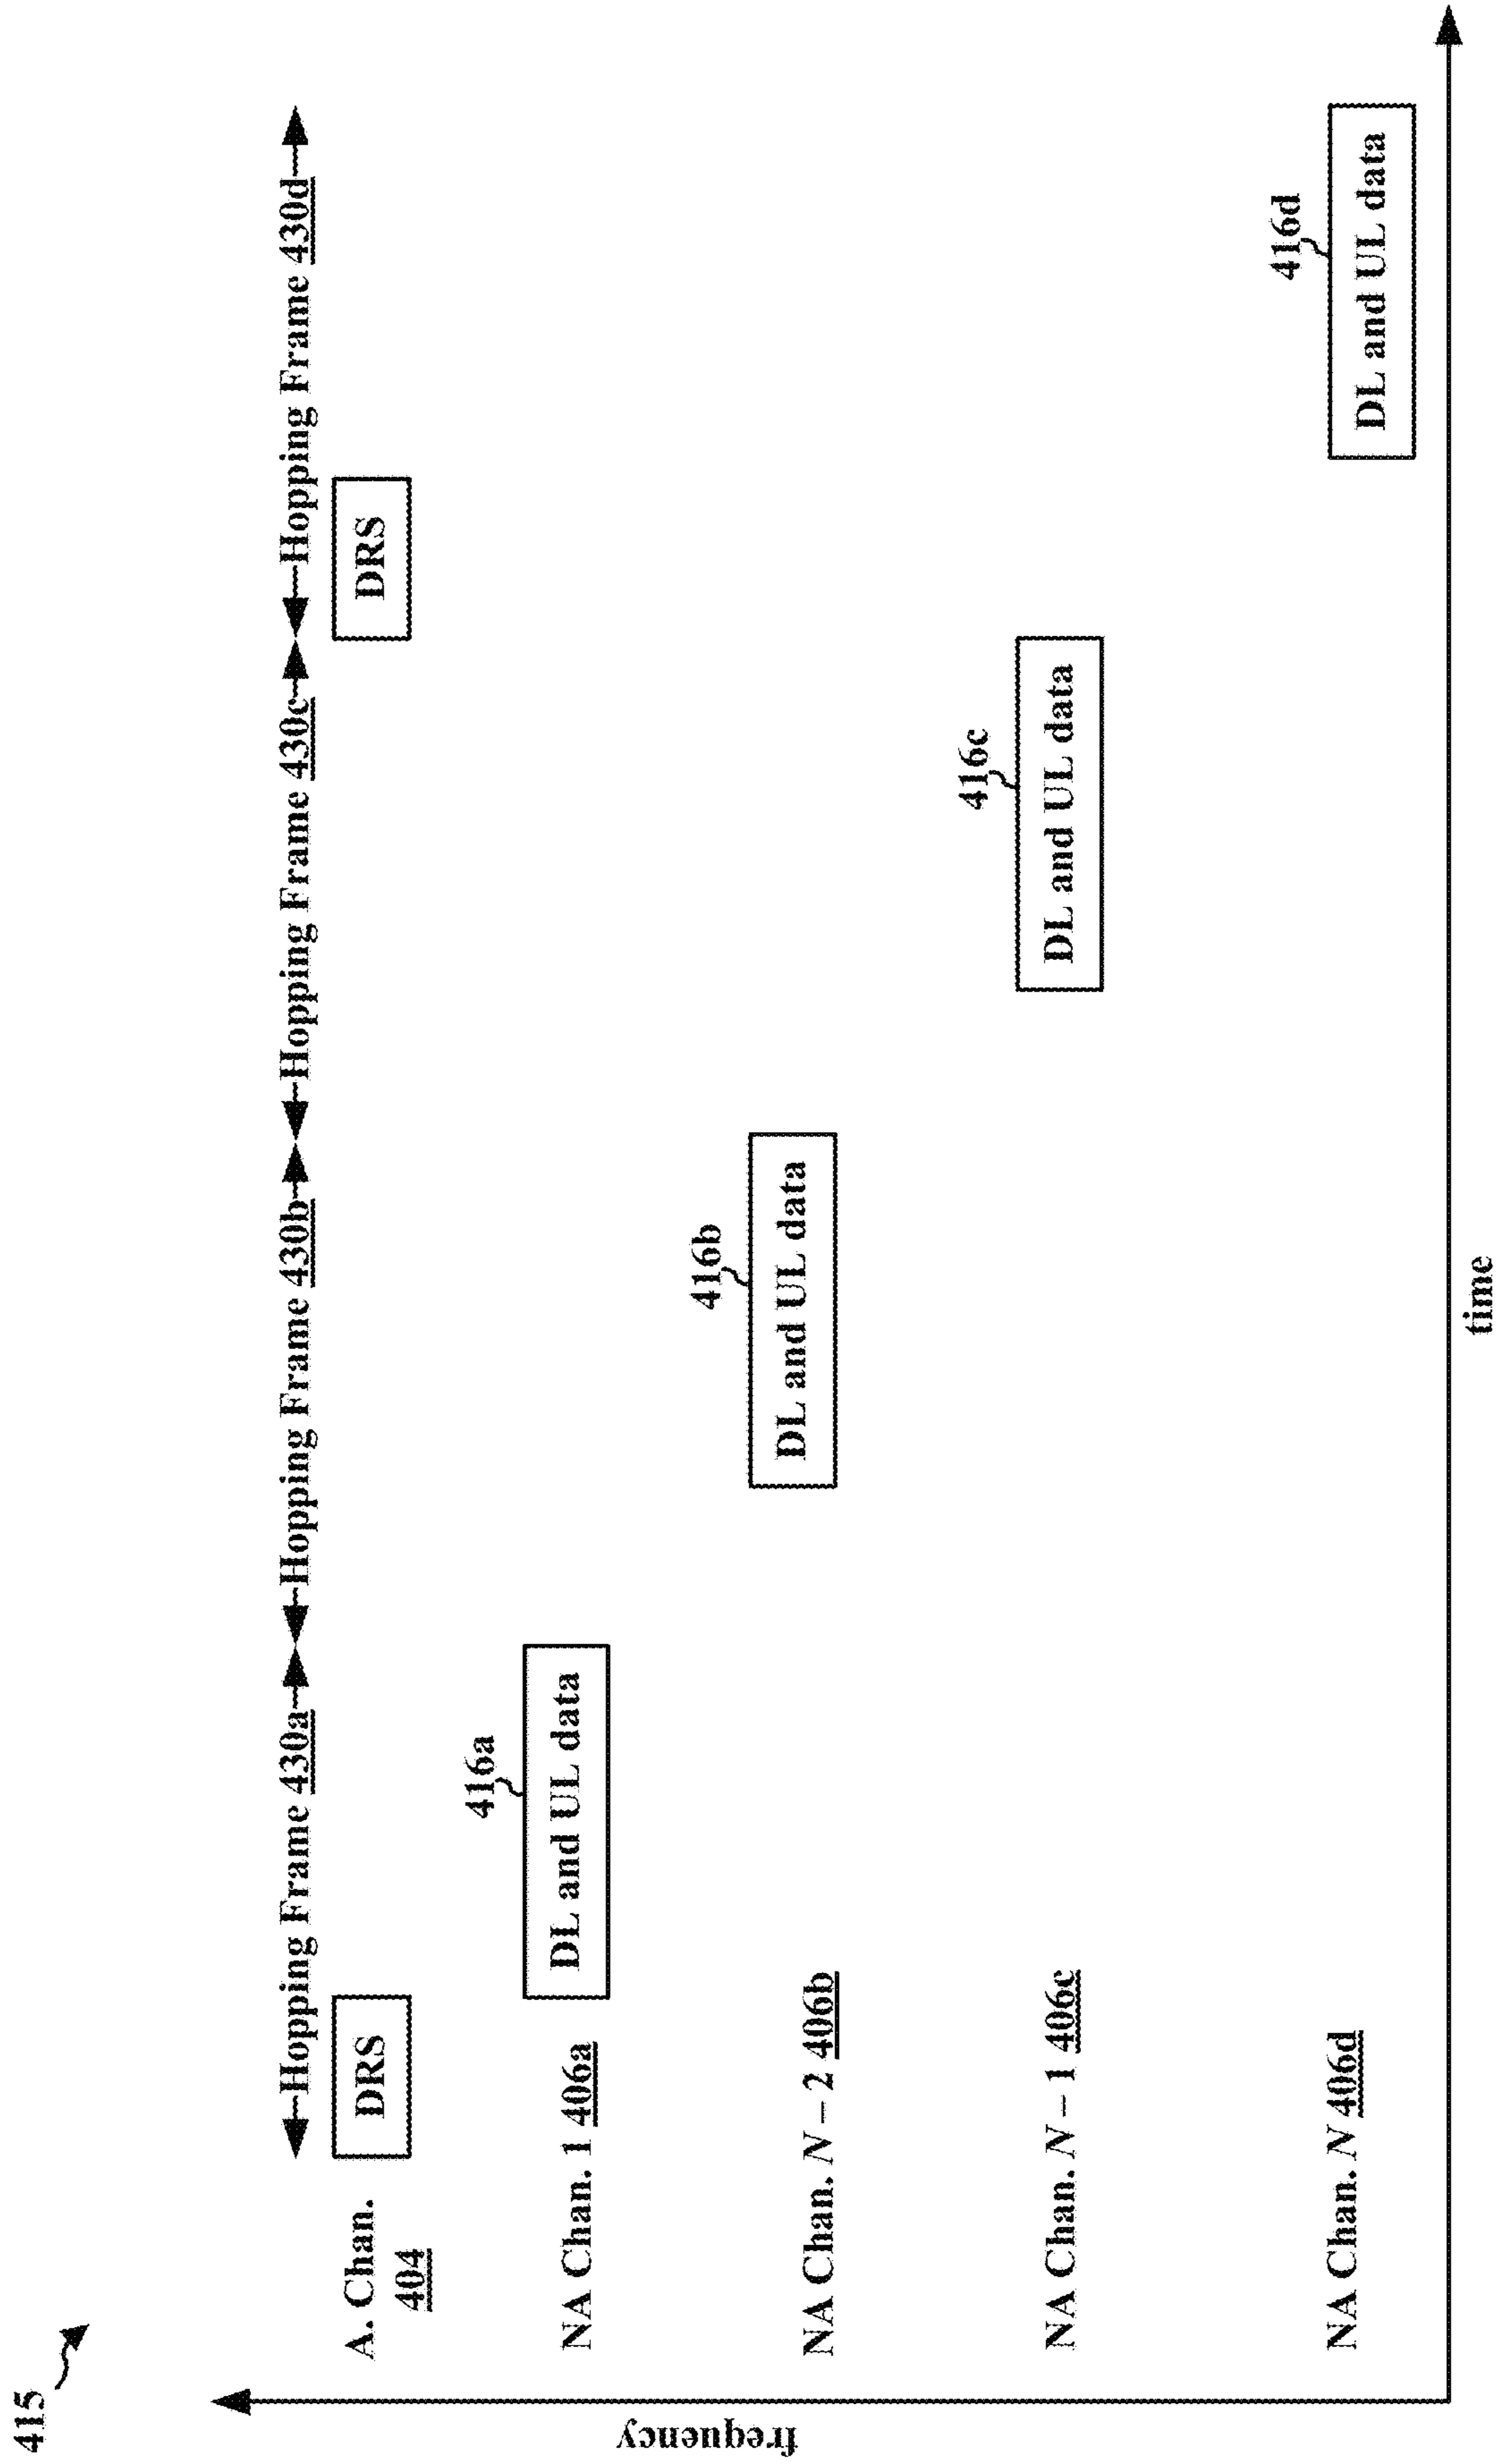 415
Hopping Frame 430a
Hopping Frame 430b
Hopping Frame 430c
Hopping Frame 430d
A. Chan.
404
DRS
DRS
416a
NA Chan. 1 406a
DL and UL data
416b
NA Chan. N – 2 406b
DL and UL data
416c
NA Chan. N – 1 406c
DL and UL data
416d
NA Chan. N 406d
DL and UL data
frequency
time